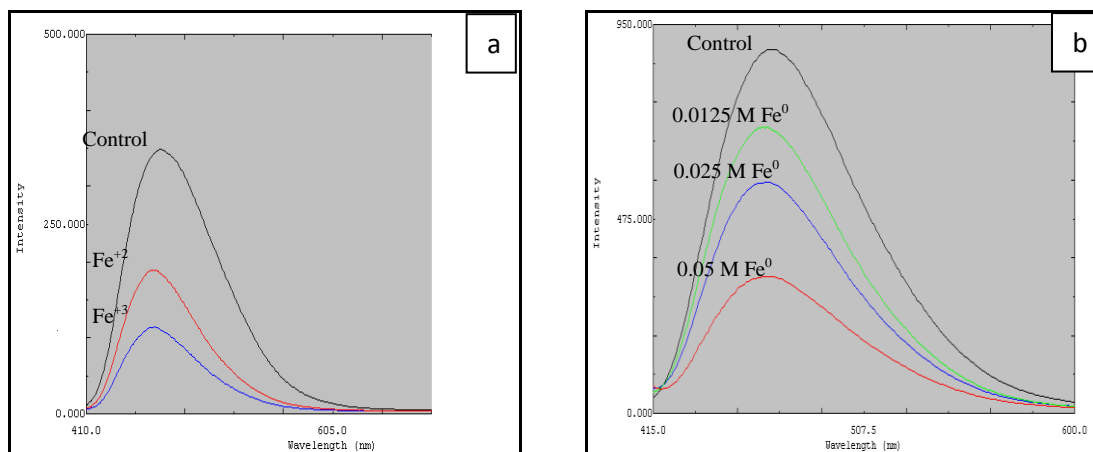 a
500.000
Control
250.000
Intensity
Fe+2
Fe+3
0.000
410.0
605.0
Wavelength (nm)
b
950.000
Control
0.0125 M Fe0
0.025 M Fe0
475.000
Intensity
0.05 M Fe0
0.000
415.0
507.5
600.0
Wavelength (nm)